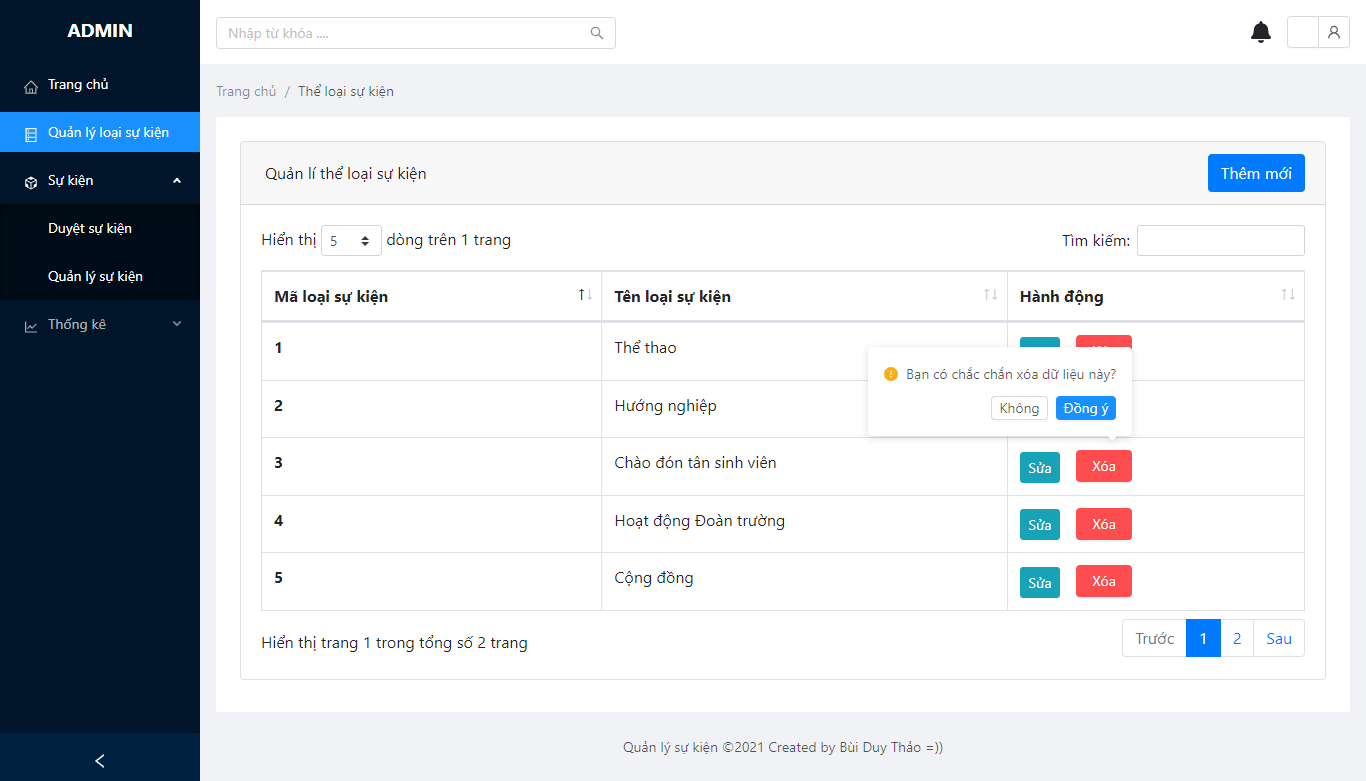 ADMIN
Nhập từ khóa ....
Trang chủ
Quản lý loại sự kiện
Sự kiện
Duyệt sự kiện
Quản lý sự kiện
Thống kê
Trang chủ / Thể loại sự kiện
Quản lí thể loại sự kiện
Thêm mới
Hiển thị 5 dòng trên 1 trang
Tìm kiếm:
Mã loại sự kiện Tên loại sự kiện Hành động
1 Thể thao
Bạn có chắc chắn xóa dữ liệu này?
Không Đồng ý
2 Hướng nghiệp
3 Chào đón tân sinh viên Sửa Xóa
4 Hoạt động Đoàn trường Sửa Xóa
5 Cộng đồng Sửa Xóa
Hiển thị trang 1 trong tổng số 2 trang
Trước 1 2 Sau
Quản lý sự kiện ©2021 Created by Bùi Duy Thảo =))